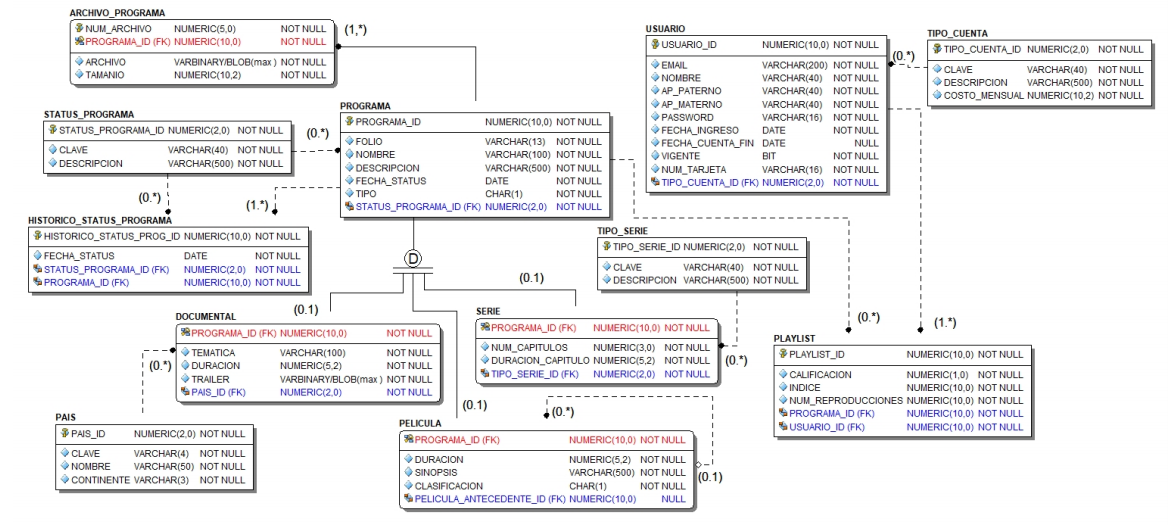 ARCHIVO_PROGRAMA
NUM_ARCHIVO NUMERIC(5,0) NOT NULL
PROGRAMA_ID (FK) NUMERIC(10,0) NOT NULL
ARCHIVO VARBINARY/BLOB(max) NOT NULL
TAMANIO NUMERIC(10,2) NOT NULL
(1,*)
STATUS_PROGRAMA
STATUS_PROGRAMA_ID NUMERIC(2,0) NOT NULL
CLAVE VARCHAR(40) NOT NULL
DESCRIPCION VARCHAR(500) NOT NULL
(0.*)
(0.*)
PROGRAMA
PROGRAMA_ID NUMERIC(10,0) NOT NULL
FOLIO VARCHAR(13) NOT NULL
NOMBRE VARCHAR(100) NOT NULL
DESCRIPCION VARCHAR(500) NOT NULL
FECHA_STATUS DATE NOT NULL
TIPO CHAR(1) NOT NULL
STATUS_PROGRAMA_ID (FK) NUMERIC(2,0) NOT NULL
USUARIO
USUARIO_ID NUMERIC(10,0) NOT NULL
EMAIL VARCHAR(200) NOT NULL
NOMBRE VARCHAR(40) NOT NULL
AP_PATERNO VARCHAR(40) NOT NULL
AP_MATERNO VARCHAR(40) NOT NULL
PASSWORD VARCHAR(16) NOT NULL
FECHA_INGRESO DATE NOT NULL
FECHA_CUENTA_FIN DATE NULL
VIGENTE BIT NOT NULL
NUM_TARJETA VARCHAR(16) NOT NULL
TIPO_CUENTA_ID (FK) NUMERIC(2,0) NOT NULL
(0.*)
TIPO_CUENTA
TIPO_CUENTA_ID NUMERIC(2,0) NOT NULL
CLAVE VARCHAR(40) NOT NULL
DESCRIPCION VARCHAR(500) NOT NULL
COSTO_MENSUAL NUMERIC(10,2) NOT NULL
(1.*)
HISTORICO_STATUS_PROGRAMA
HISTORICO_STATUS_PROG_ID NUMERIC(10,0) NOT NULL
FECHA_STATUS DATE NOT NULL
STATUS_PROGRAMA_ID (FK) NUMERIC(2,0) NOT NULL
PROGRAMA_ID (FK) NUMERIC(10,0) NOT NULL
D
TIPO_SERIE
TIPO_SERIE_ID NUMERIC(2,0) NOT NULL
CLAVE VARCHAR(40) NOT NULL
DESCRIPCION VARCHAR(500) NOT NULL
(0.1)
(0.1)
DOCUMENTAL
PROGRAMA_ID (FK) NUMERIC(10,0) NOT NULL
TEMATICA VARCHAR(100) NOT NULL
DURACION NUMERIC(5,2) NOT NULL
TRAILER VARBINARY/BLOB(max) NOT NULL
PAIS_ID (FK) NUMERIC(2,0) NOT NULL
(0.*)
SERIE
PROGRAMA_ID (FK) NUMERIC(10,0) NOT NULL
NUM_CAPITULOS NUMERIC(3,0) NOT NULL
DURACION_CAPITULO NUMERIC(5,2) NOT NULL
TIPO_SERIE_ID (FK) NUMERIC(2,0) NOT NULL
(0.*)
(0.*)
(1.*)
PLAYLIST
PLAYLIST_ID NUMERIC(10,0) NOT NULL
CALIFICACION NUMERIC(1,0) NOT NULL
INDICE NUMERIC(10,0) NOT NULL
NUM_REPRODUCCIONES NUMERIC(10,0) NOT NULL
PROGRAMA_ID (FK) NUMERIC(10,0) NOT NULL
USUARIO_ID (FK) NUMERIC(10,0) NOT NULL
PAIS
PAIS_ID NUMERIC(2,0) NOT NULL
CLAVE VARCHAR(4) NOT NULL
NOMBRE VARCHAR(50) NOT NULL
CONTINENTE VARCHAR(3) NOT NULL
(0.1)
(0.*)
PELICULA
PROGRAMA_ID (FK) NUMERIC(10,0) NOT NULL
DURACION NUMERIC(5,2) NOT NULL
SINOPSIS VARCHAR(500) NOT NULL
CLASIFICACION CHAR(1) NOT NULL
PELICULA_ANTECEDENTE_ID (FK) NUMERIC(10,0) NULL
(0.1)